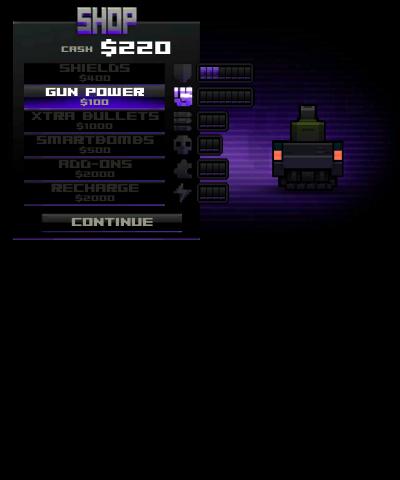 SHOP
CASH $220
SHIELDS
$400
GUN POWER
$100
XTRA BULLETS
$1000
SMARTBOMBS
$500
ADD-ONS
$2000
RECHARGE
$2000
CONTINUE